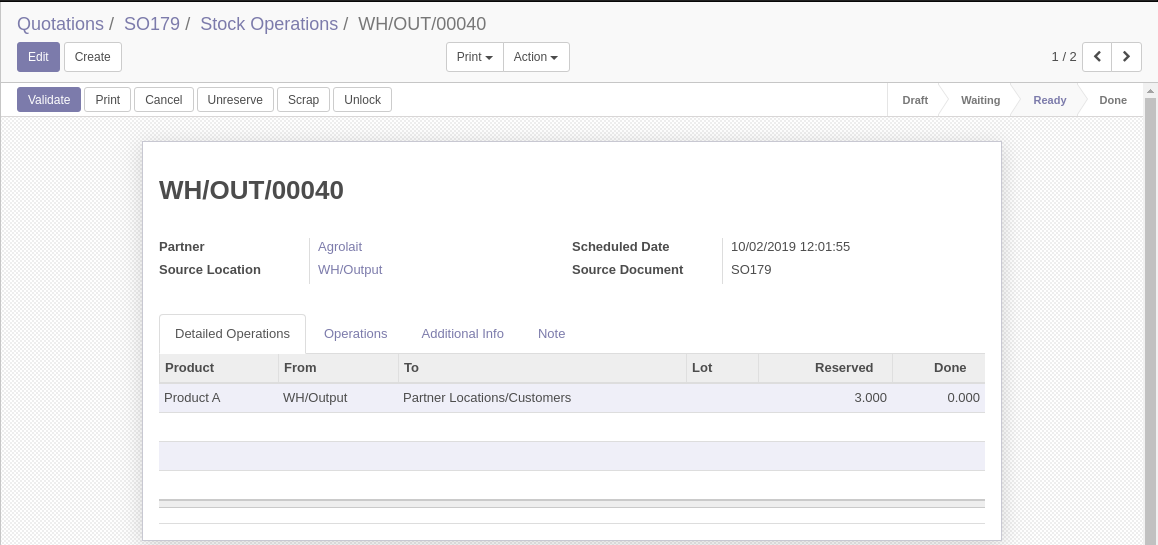 Quotations / SO179 / Stock Operations / WH/OUT/00040
Edit Create Print Action 1 / 2
Validate Print Cancel Unreserve Scrap Unlock Draft Waiting Ready Done
WH/OUT/00040
Partner Agrolait Scheduled Date 10/02/2019 12:01:55
Source Location WH/Output Source Document SO179
Detailed Operations Operations Additional Info Note
Product From To Lot Reserved Done
Product A WH/Output Partner Locations/Customers 3.000 0.000